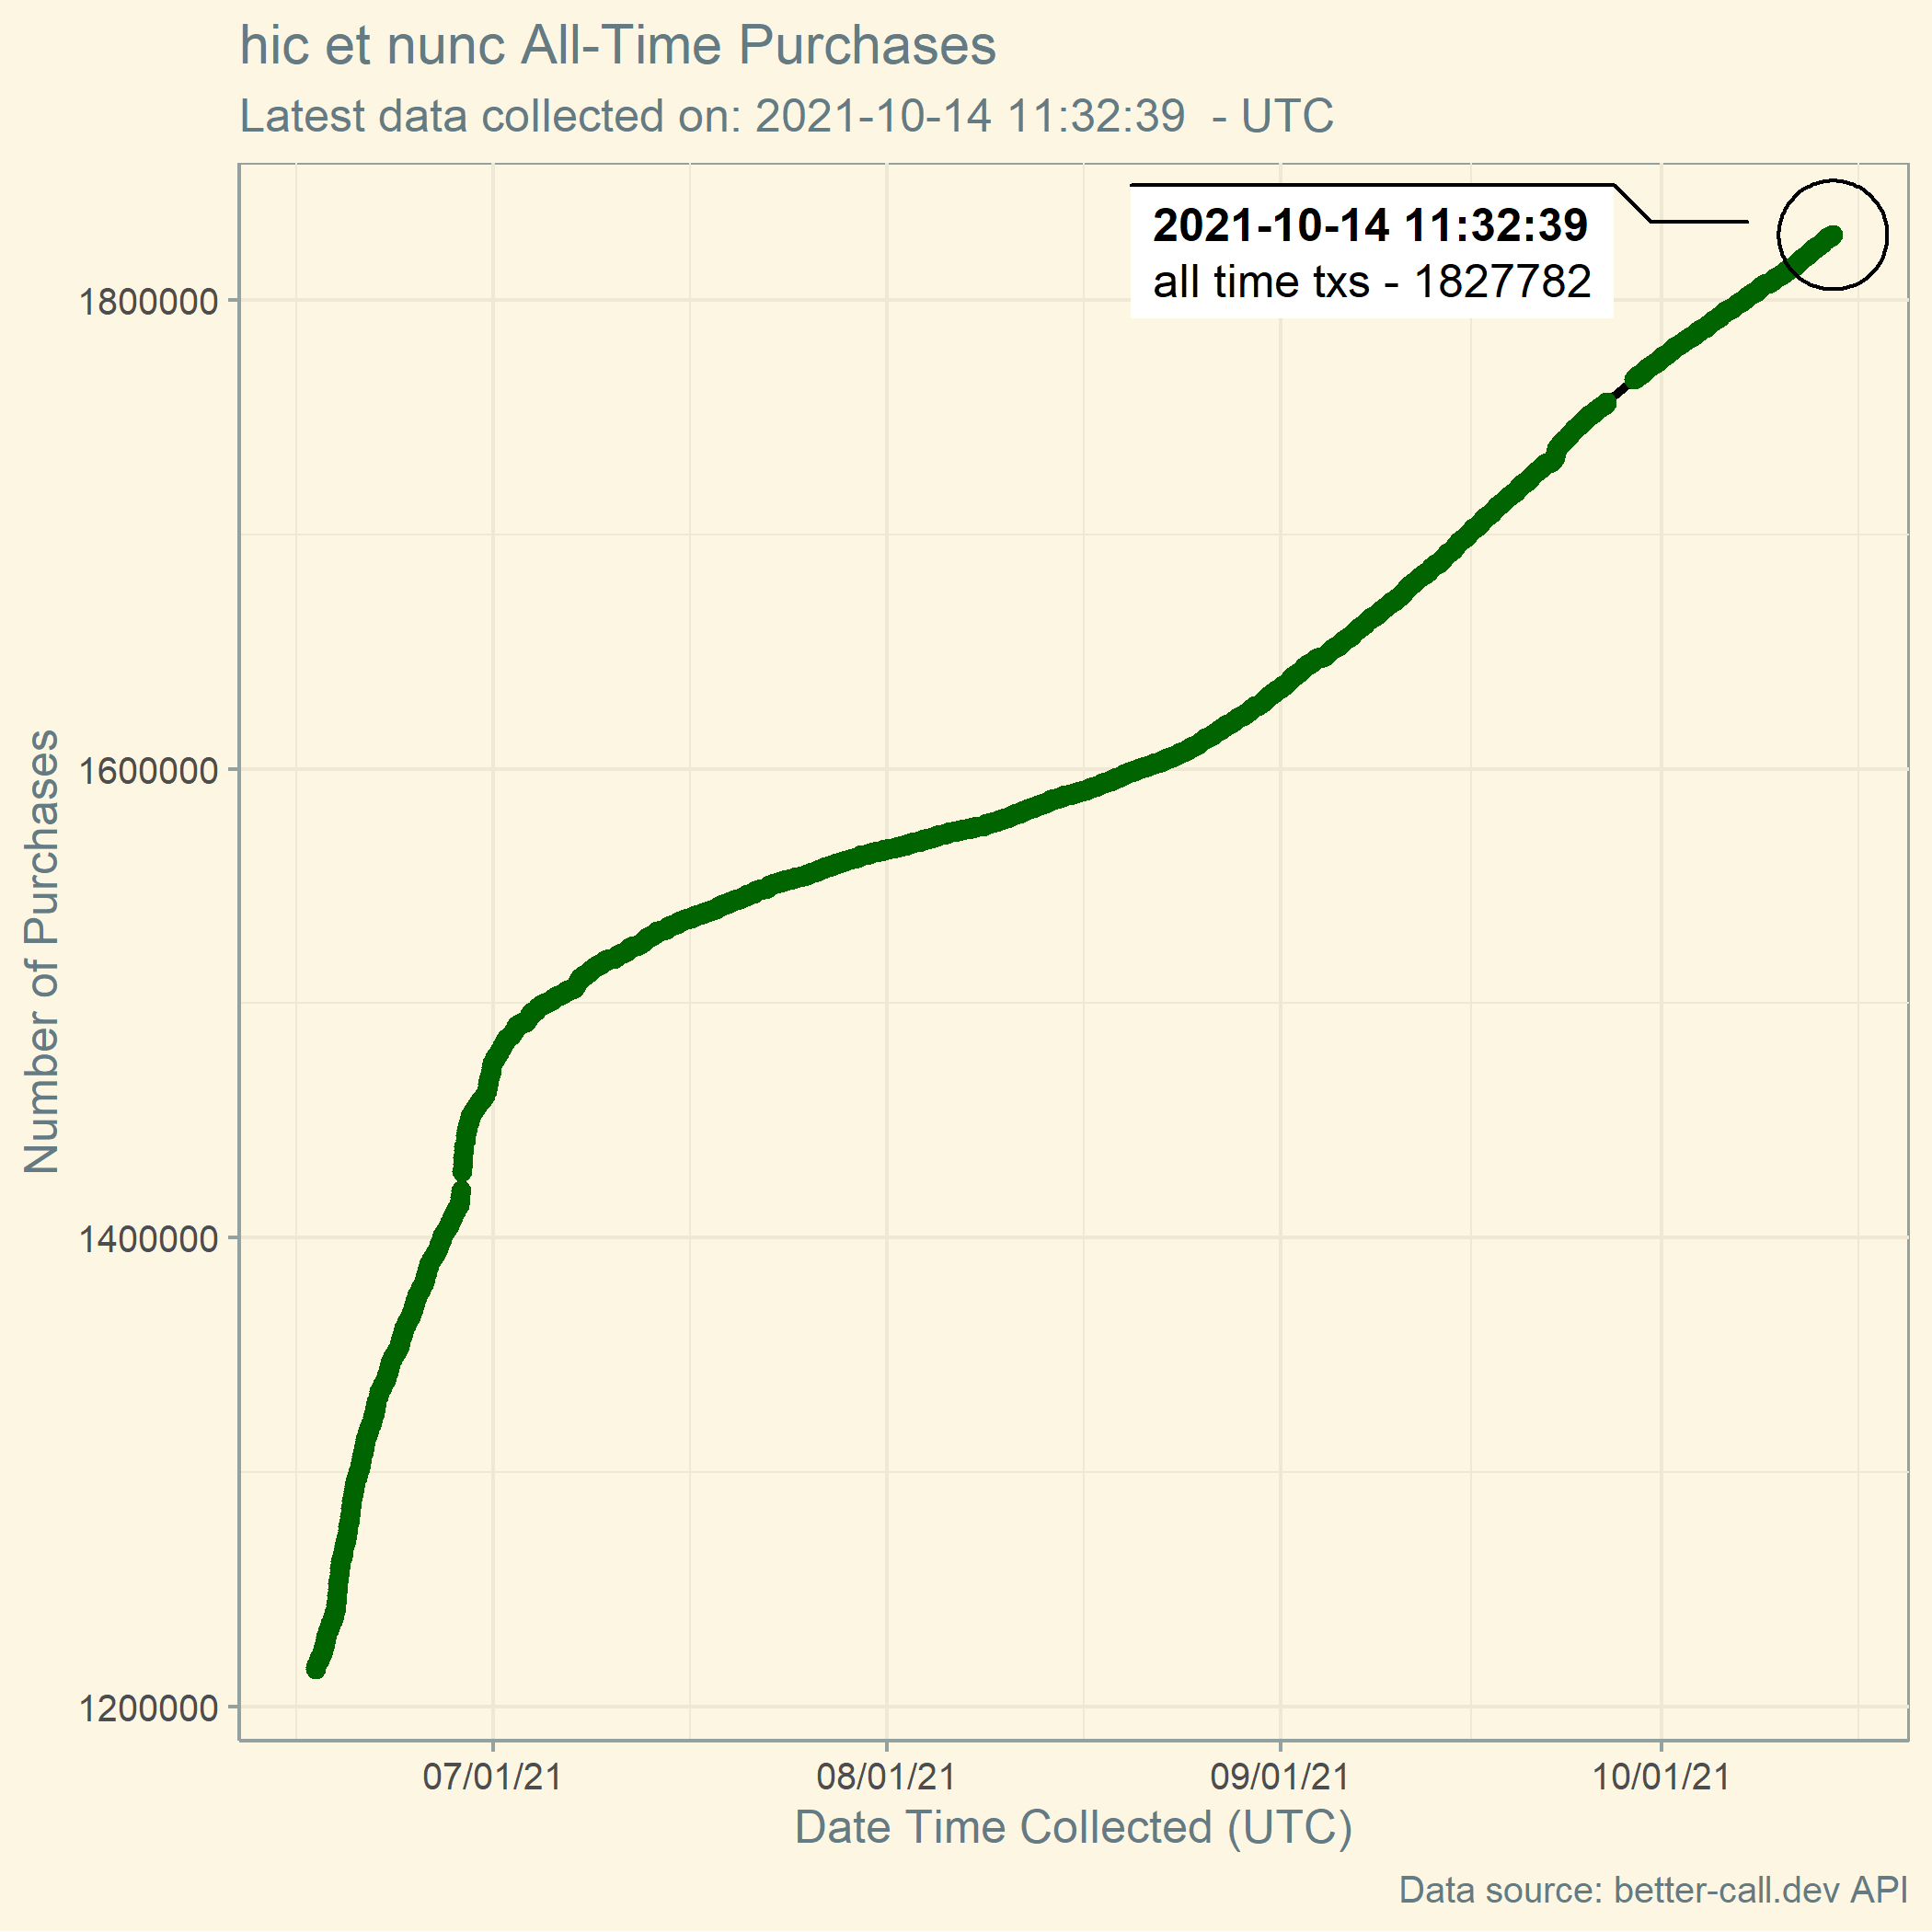 hic et nunc All-Time Purchases
Latest data collected on: 2021-10-14 11:32:39  - UTC
2021-10-14 11:32:39
all time txs - 1827782
Number of Purchases
1800000
1600000
1400000
1200000
07/01/21
08/01/21
09/01/21
10/01/21
Date Time Collected (UTC)
Data source: better-call.dev API